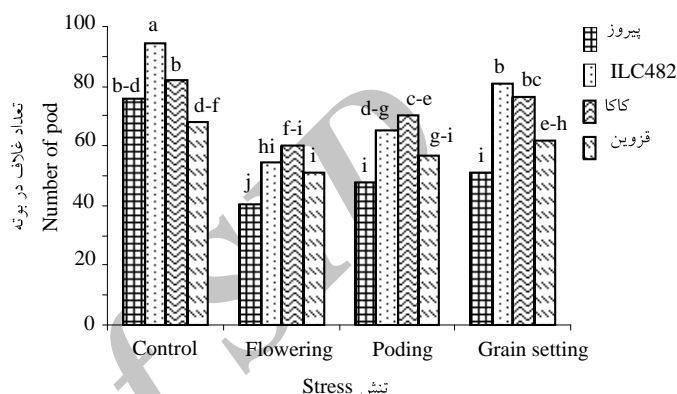 100
80
60
40
20
0
تعداد غلاف در بوته
Number of pod
b-d
a
b
d-f
j
hi
f-i
i
i
d-g
c-e
g-i
i
b
bc
e-h
Control
Flowering
Poding
Grain setting
Stress تنش
پیروز
ILC482
کاکا
قزوین